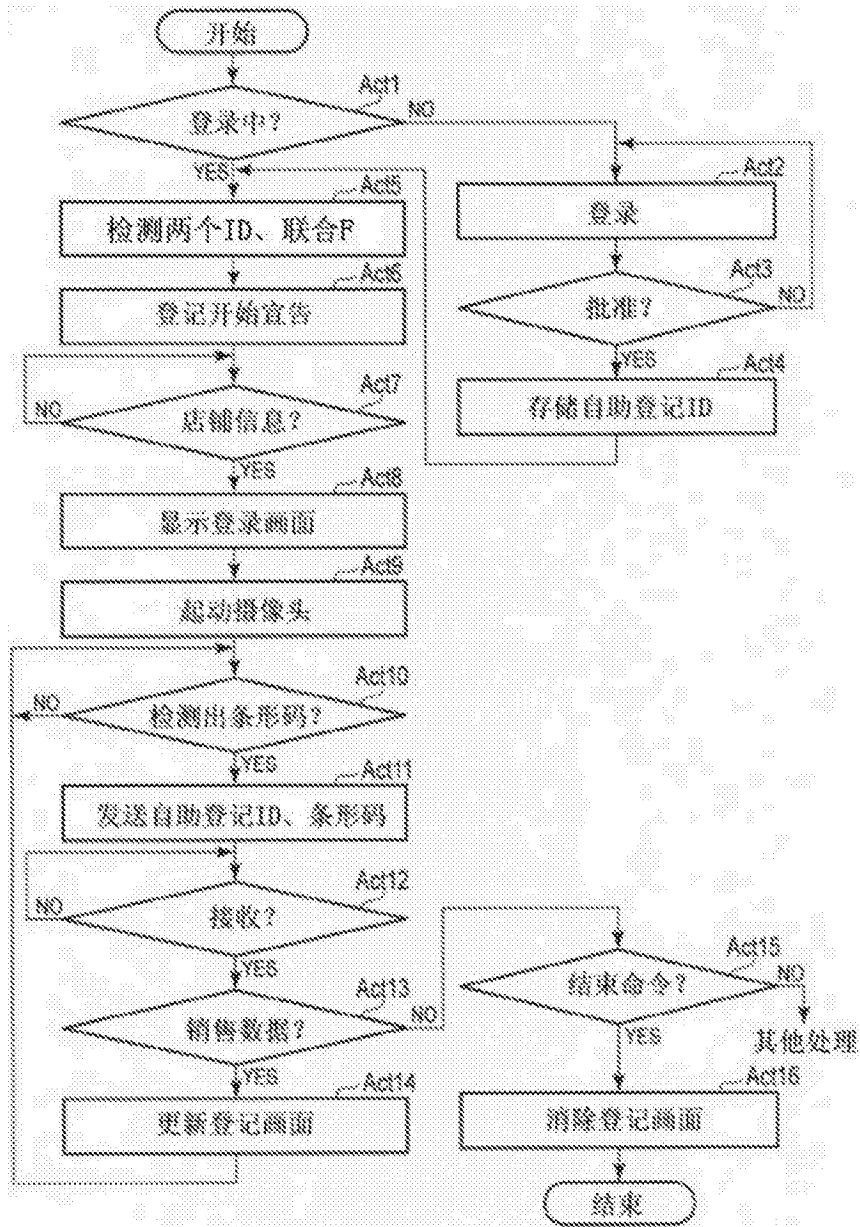 开始
Act1
登录中?
NO
YES
Act2
登录
Act3
批准?
NO
YES
Act4
存储自助登记ID
Act5
检测两个ID、联合F
Act6
登记开始宣告
Act7
店铺信息?
NO
YES
Act8
显示登录画面
Act9
起动摄像头
Act10
检测出条形码?
NO
YES
Act11
发送自助登记ID、条形码
Act12
接收?
NO
YES
Act13
销售数据?
NO
YES
Act14
更新登记画面
Act15
结束命令?
NO
其他处理
YES
Act16
消除登记画面
结束